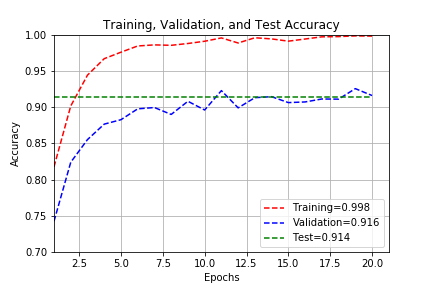 Training, Validation, and Test Accuracy
1.00
0.95
0.90
0.85
0.80
0.75
0.70
Accuracy
Training=0.998
Validation=0.916
Test=0.914
2.5 5.0 7.5 10.0 12.5 15.0 17.5 20.0
Epochs